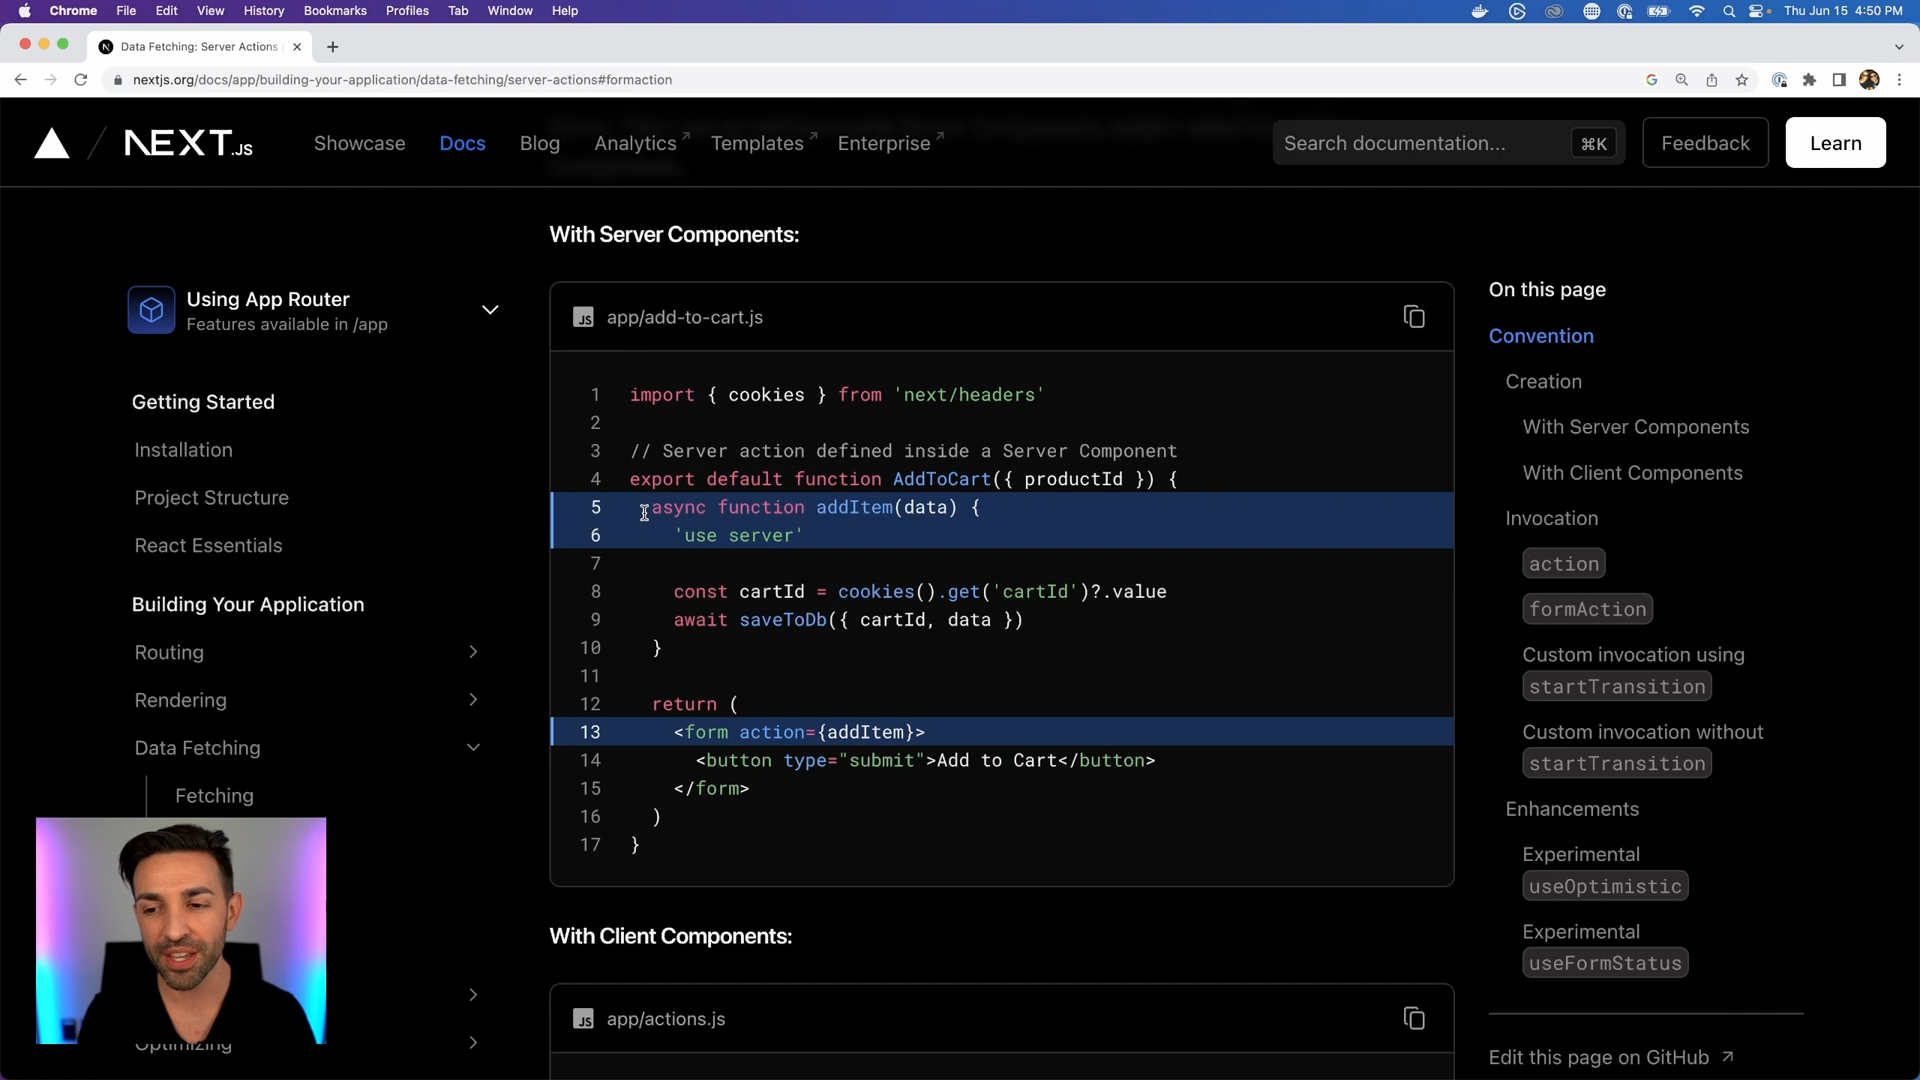 Chrome File Edit View History Bookmarks Profiles Tab Window Help
Thu Jun 15 4:50 PM
Data Fetching: Server Actions
nextjs.org/docs/app/building-your-application/data-fetching/server-actions#formaction
NEXT.JS
Showcase Docs Blog Analytics Templates Enterprise
Search documentation... ⌘K
Feedback
Learn
Using App Router
Features available in /app
Getting Started
Installation
Project Structure
React Essentials
Building Your Application
Routing
Rendering
Data Fetching
Fetching
Optimizing
With Server Components:
JS app/add-to-cart.js
1 import { cookies } from 'next/headers'
2
3 // Server action defined inside a Server Component
4 export default function AddToCart({ productId }) {
5 async function addItem(data) {
6 'use server'
7
8 const cartId = cookies().get('cartId')?.value
9 await saveToDb({ cartId, data })
10 }
11
12 return (
13 <form action={addItem}>
14 <button type="submit">Add to Cart</button>
15 </form>
16 )
17 }
With Client Components:
JS app/actions.js
On this page
Convention
Creation
With Server Components
With Client Components
Invocation
action
formAction
Custom invocation using
startTransition
Custom invocation without
startTransition
Enhancements
Experimental
useOptimistic
Experimental
useFormStatus
Edit this page on GitHub ↗